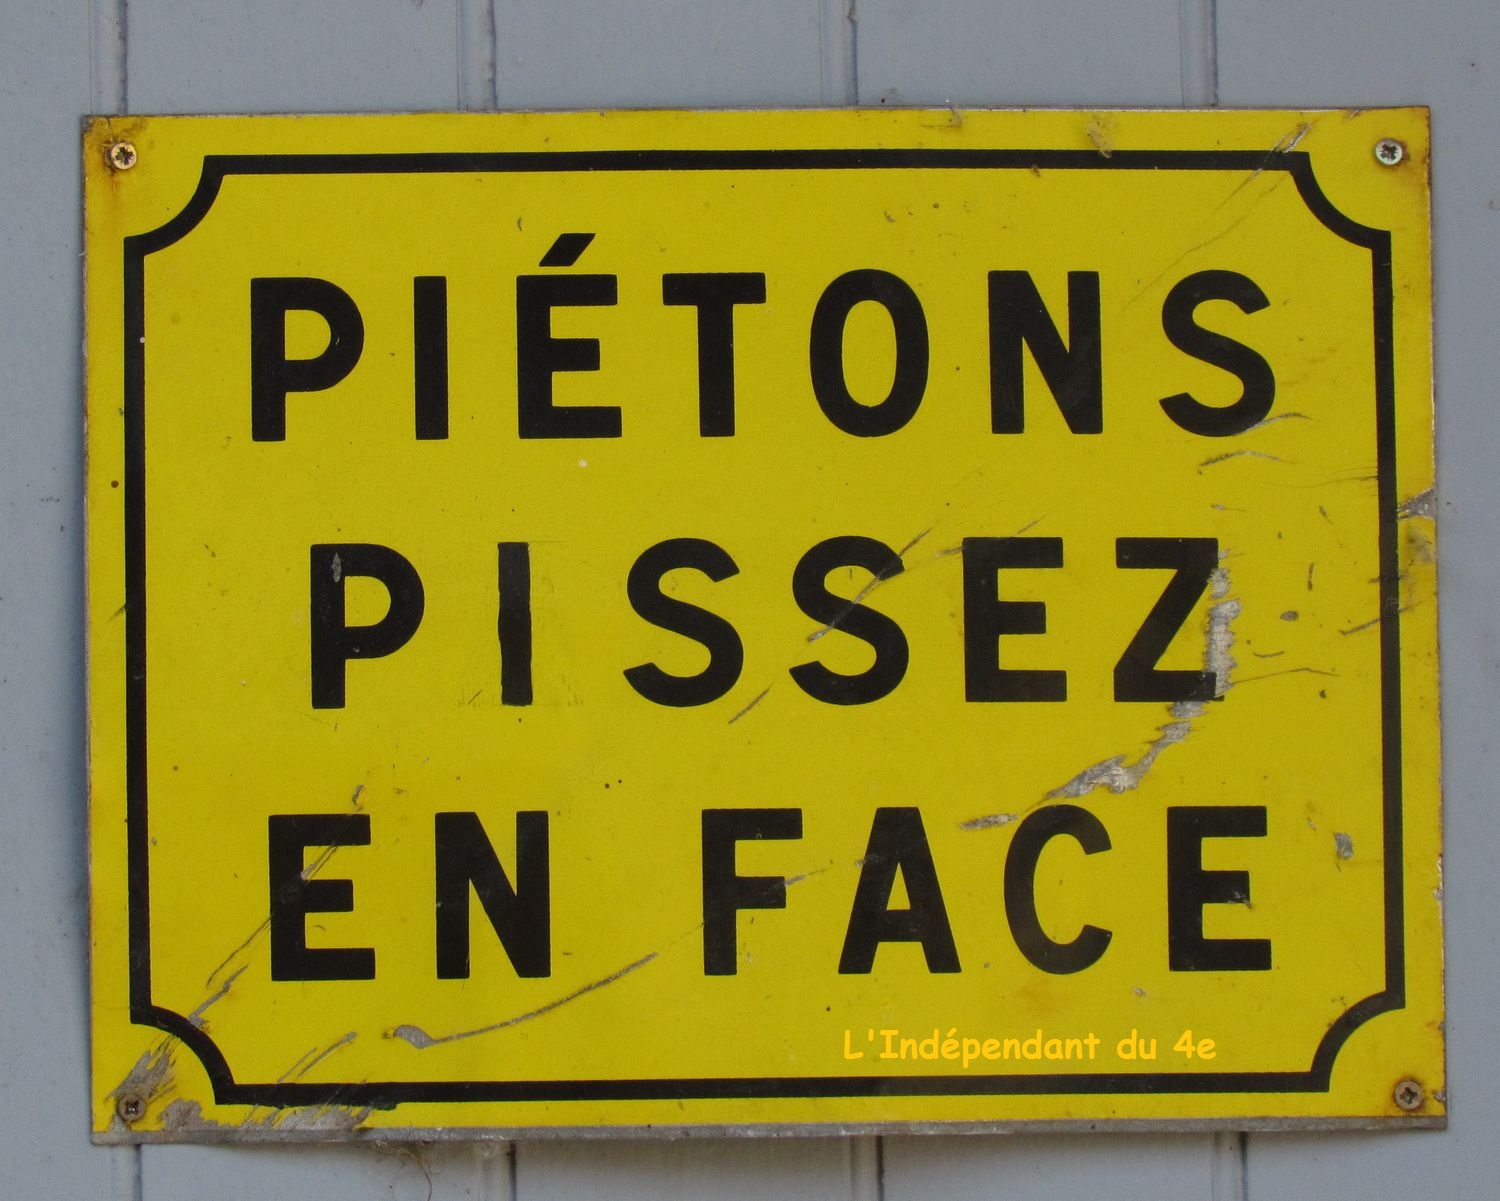 PIÉTONS
PISSEZ
EN FACE
L'Indépendant du 4e